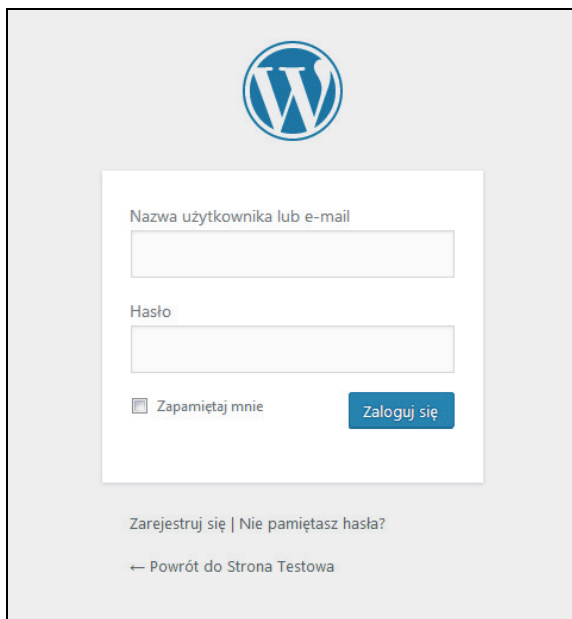 Nazwa użytkownika lub e-mail
Hasło
Zapamiętaj mnie
Zaloguj się
Zarejestruj się | Nie pamiętasz hasła?
← Powrót do Strona Testowa